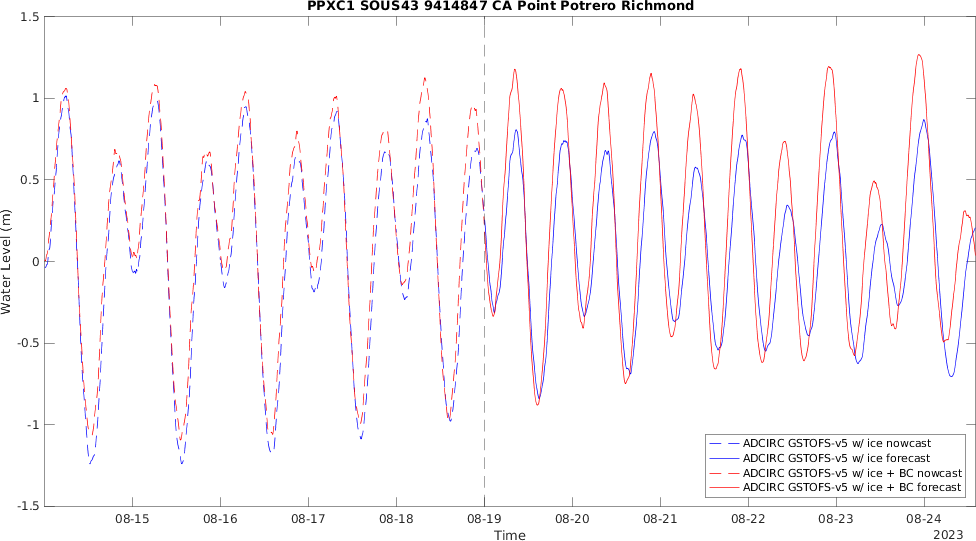 PPXC1 SOUS43 9414847 CA Point Potrero Richmond
1.5
1
0.5
0
-0.5
-1
-1.5
Water Level (m)
08-15 08-16 08-17 08-18 08-19 08-20 08-21 08-22 08-23 08-24
Time
2023
ADCIRC GSTOFS-v5 w/ ice nowcast
ADCIRC GSTOFS-v5 w/ ice forecast
ADCIRC GSTOFS-v5 w/ ice + BC nowcast
ADCIRC GSTOFS-v5 w/ ice + BC forecast